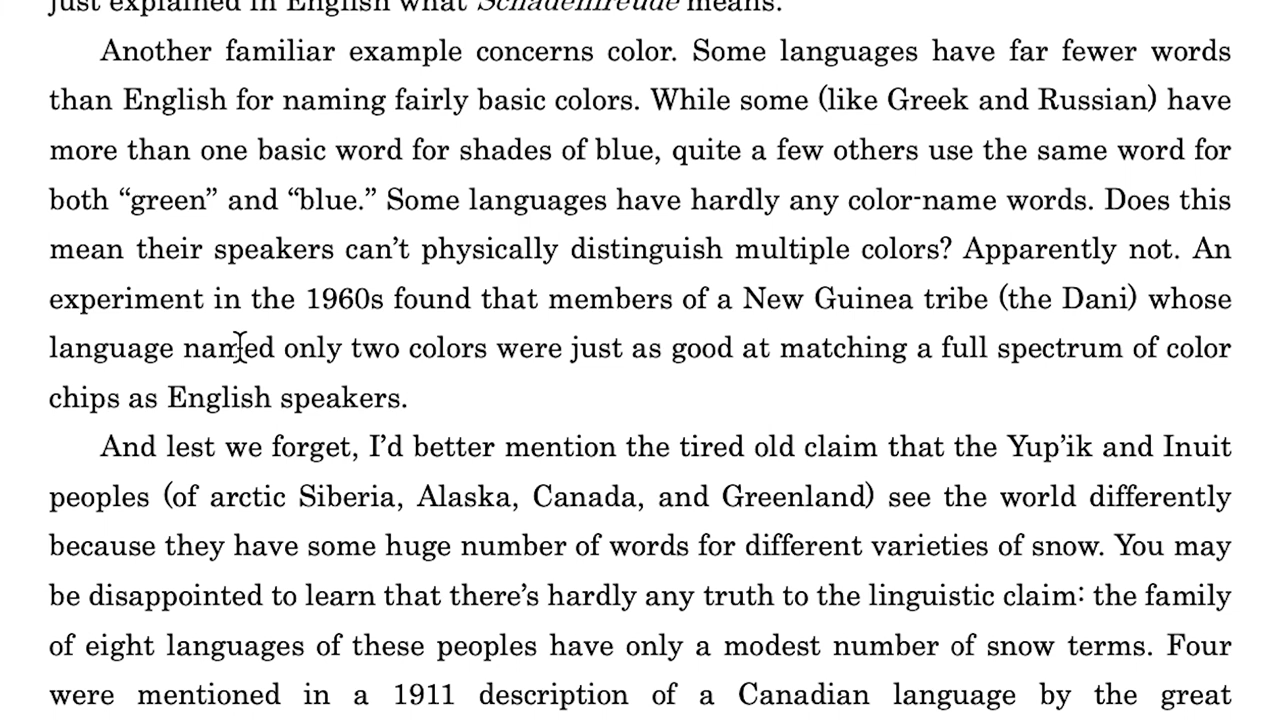 just explained in English what Schadenfreude means.
Another familiar example concerns color. Some languages have far fewer words
than English for naming fairly basic colors. While some (like Greek and Russian) have
more than one basic word for shades of blue, quite a few others use the same word for
both “green” and “blue.” Some languages have hardly any color-name words. Does this
mean their speakers can’t physically distinguish multiple colors? Apparently not. An
experiment in the 1960s found that members of a New Guinea tribe (the Dani) whose
language named only two colors were just as good at matching a full spectrum of color
chips as English speakers.
And lest we forget, I’d better mention the tired old claim that the Yup’ik and Inuit
peoples (of arctic Siberia, Alaska, Canada, and Greenland) see the world differently
because they have some huge number of words for different varieties of snow. You may
be disappointed to learn that there’s hardly any truth to the linguistic claim: the family
of eight languages of these peoples have only a modest number of snow terms. Four
were mentioned in a 1911 description of a Canadian language by the great